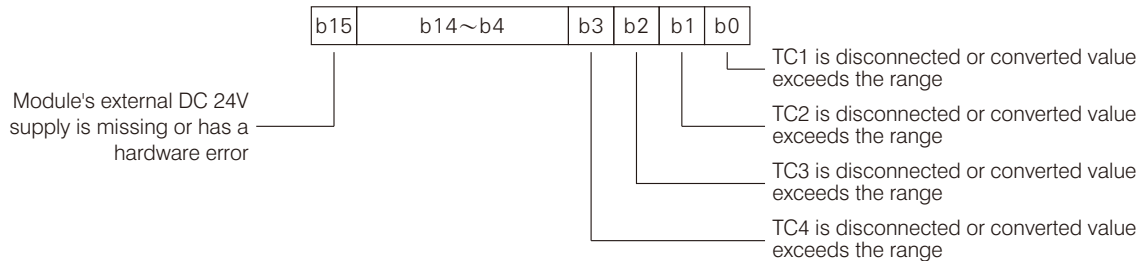 b15 b14～b4 b3 b2 b1 b0
TC1 is disconnected or converted value
exceeds the range
Module's external DC 24V
supply is missing or has a
hardware error
TC2 is disconnected or converted value
exceeds the range
TC3 is disconnected or converted value
exceeds the range
TC4 is disconnected or converted value
exceeds the range